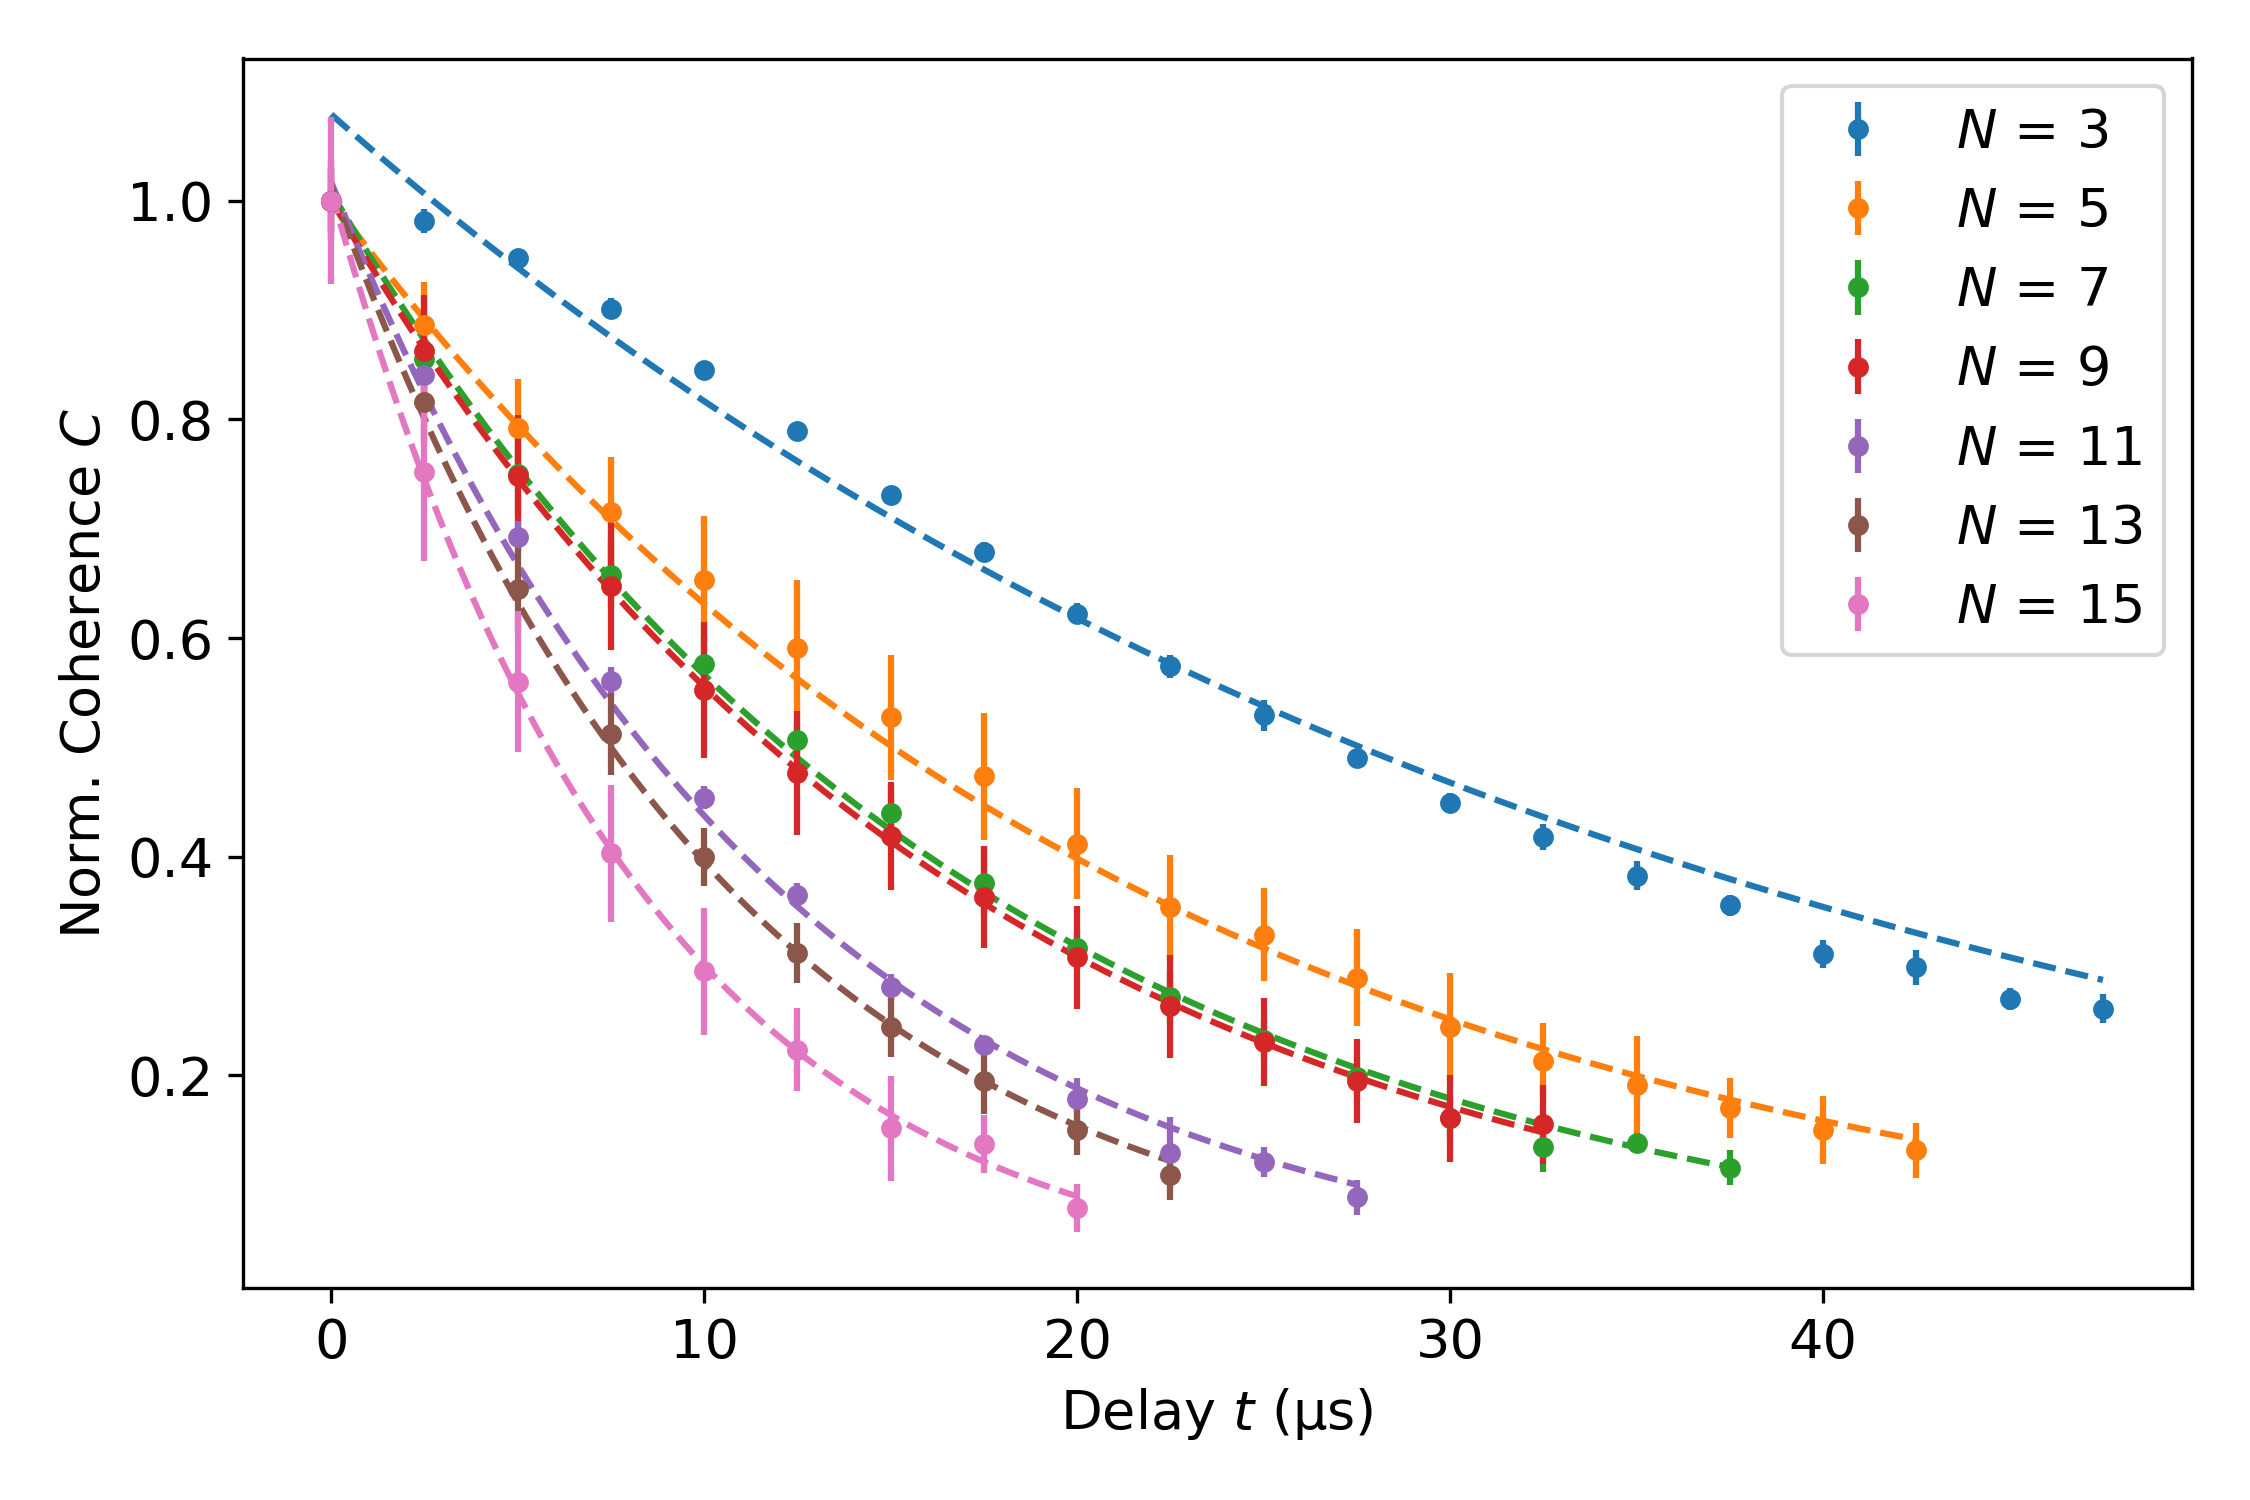 Norm. Coherence C
1.0
0.8
0.6
0.4
0.2
N = 3
N = 5
N = 7
N = 9
N = 11
N = 13
N = 15
0 10 20 30 40
Delay t (µs)